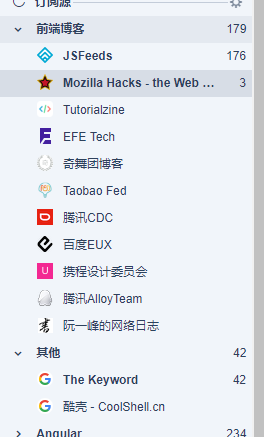 订阅源
前端博客 179
JSFeeds 176
Mozilla Hacks - the Web ... 3
Tutorialzine
EFE Tech
奇舞团博客
Taobao Fed
腾讯CDC
百度EUX
U 携程设计委员会
腾讯AlloyTeam
阮一峰的网络日志
其他 42
The Keyword 42
酷壳 - CoolShell.cn
Angular 234